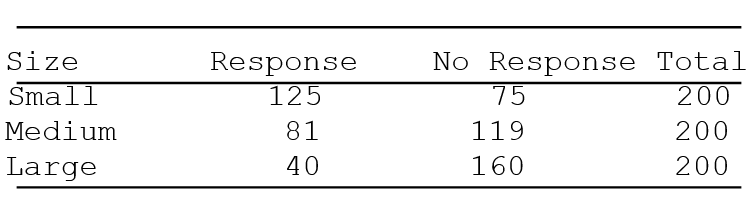 Size Response No Response Total
Small 125 75 200
Medium 81 119 200
Large 40 160 200